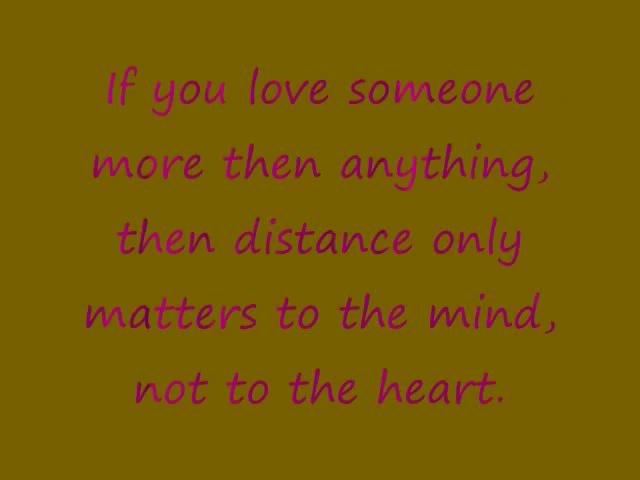 If you love someone
more then anything,
then distance only
matters to the mind,
not to the heart.